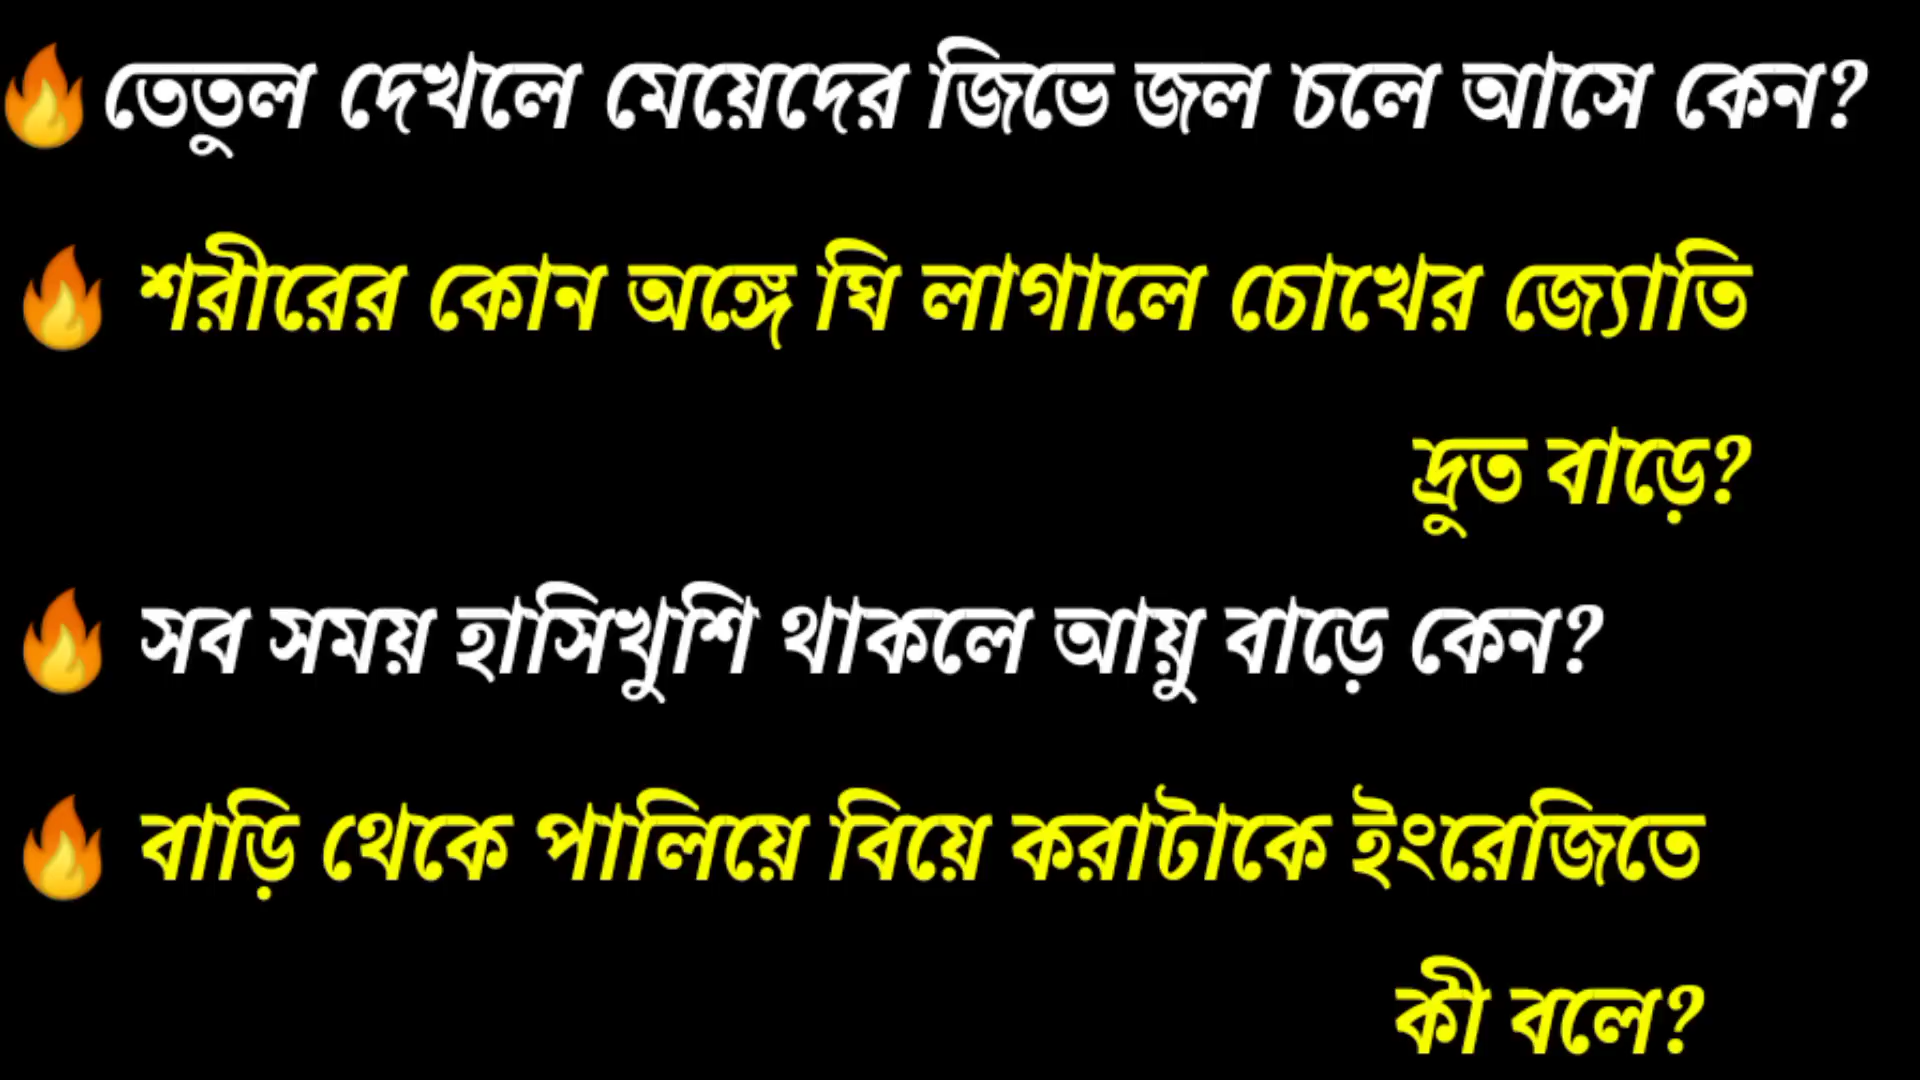 🔥তেতুল দেখলে মেয়েদের জিভে জল চলে আসে কেন?
🔥 শরীরের কোন অঙ্গে ঘি লাগালে চোখের জ্যোতি
দ্রুত বাড়ে?
🔥 সব সময় হাসিখুশি থাকলে আয়ু বাড়ে কেন?
🔥 বাড়ি থেকে পালিয়ে বিয়ে করাটাকে ইংরেজিতে
কী বলে?